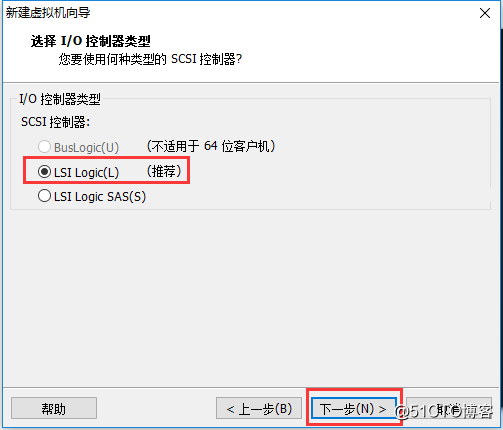 新建虚拟机向导
选择 I/O 控制器类型
您要使用何种类型的 SCSI 控制器?
I/O 控制器类型
SCSI 控制器:
BusLogic(U) (不适用于 64 位客户机)
LSI Logic(L) (推荐)
LSI Logic SAS(S)
帮助 < 上一步(B) 下一步(N) > 取消
@51CTO博客